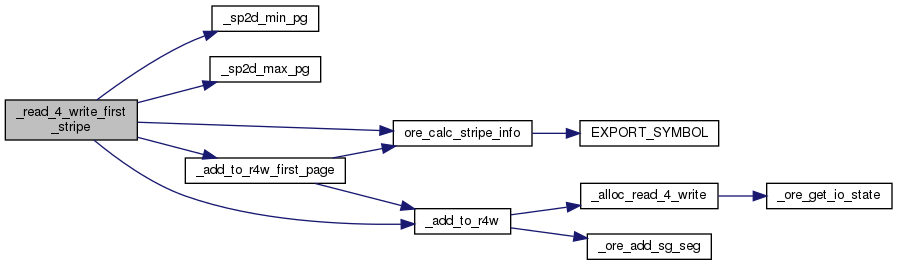 _sp2d_min_pg
_sp2d_max_pg
_read_4_write_first
_stripe
ore_calc_stripe_info
EXPORT_SYMBOL
_add_to_r4w_first_page
_alloc_read_4_write
_ore_get_io_state
_add_to_r4w
_ore_add_sg_seg